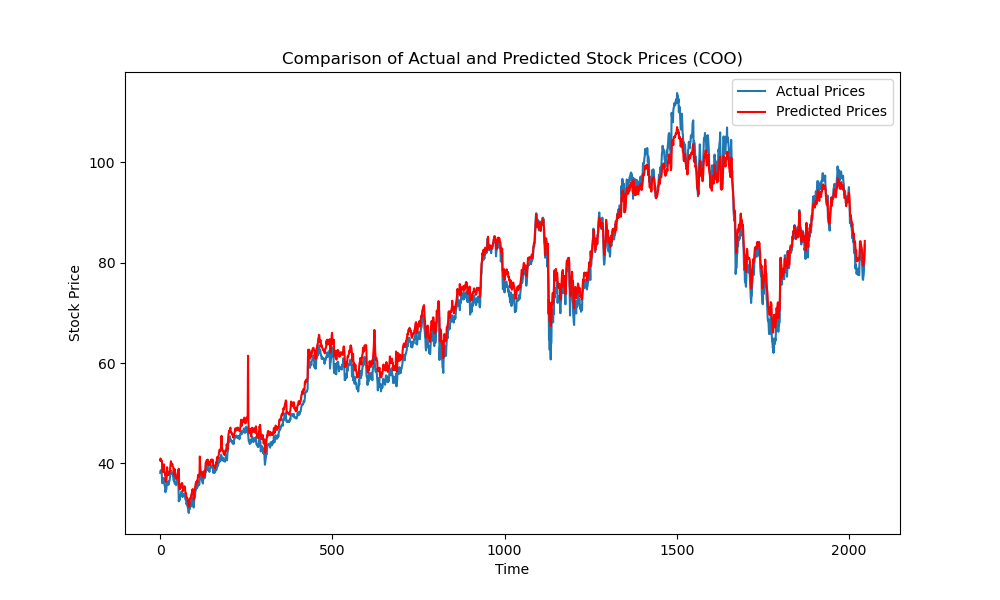 Comparison of Actual and Predicted Stock Prices (COO)
Actual Prices
Predicted Prices
Stock Price
100
80
60
40
0
500
1000
1500
2000
Time